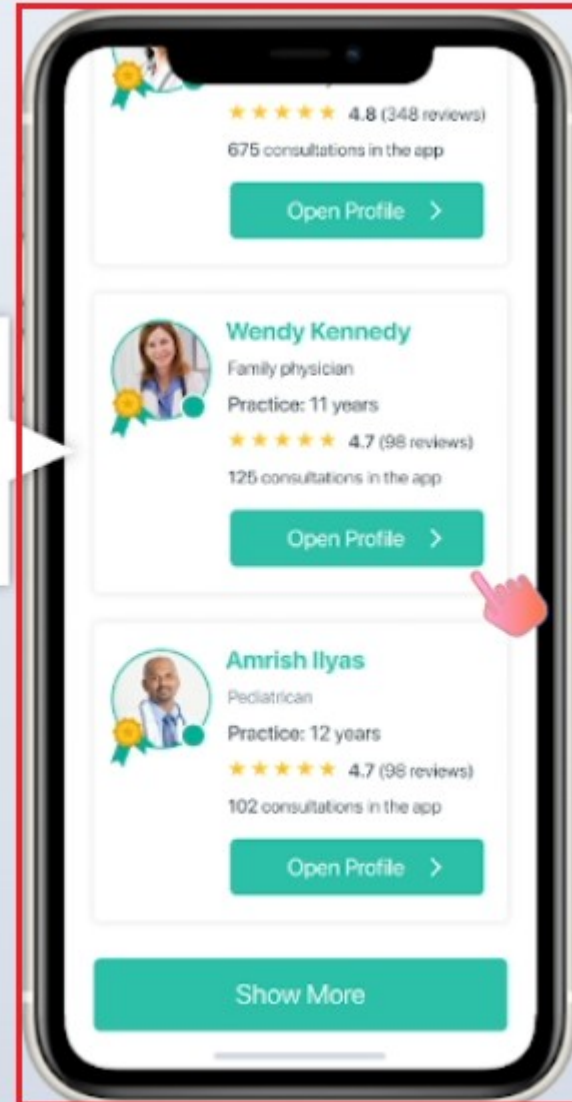 4.8 (348 reviews)
675 consultations in the app
Open Profile
Wendy Kennedy
Family physician
Practice: 11 years
4.7 (98 reviews)
125 consultations in the app
Open Profile
Amrish Ilyas
Pediatrican
Practice: 12 years
4.7 (98 reviews)
102 consultations in the app
Open Profile
Show More